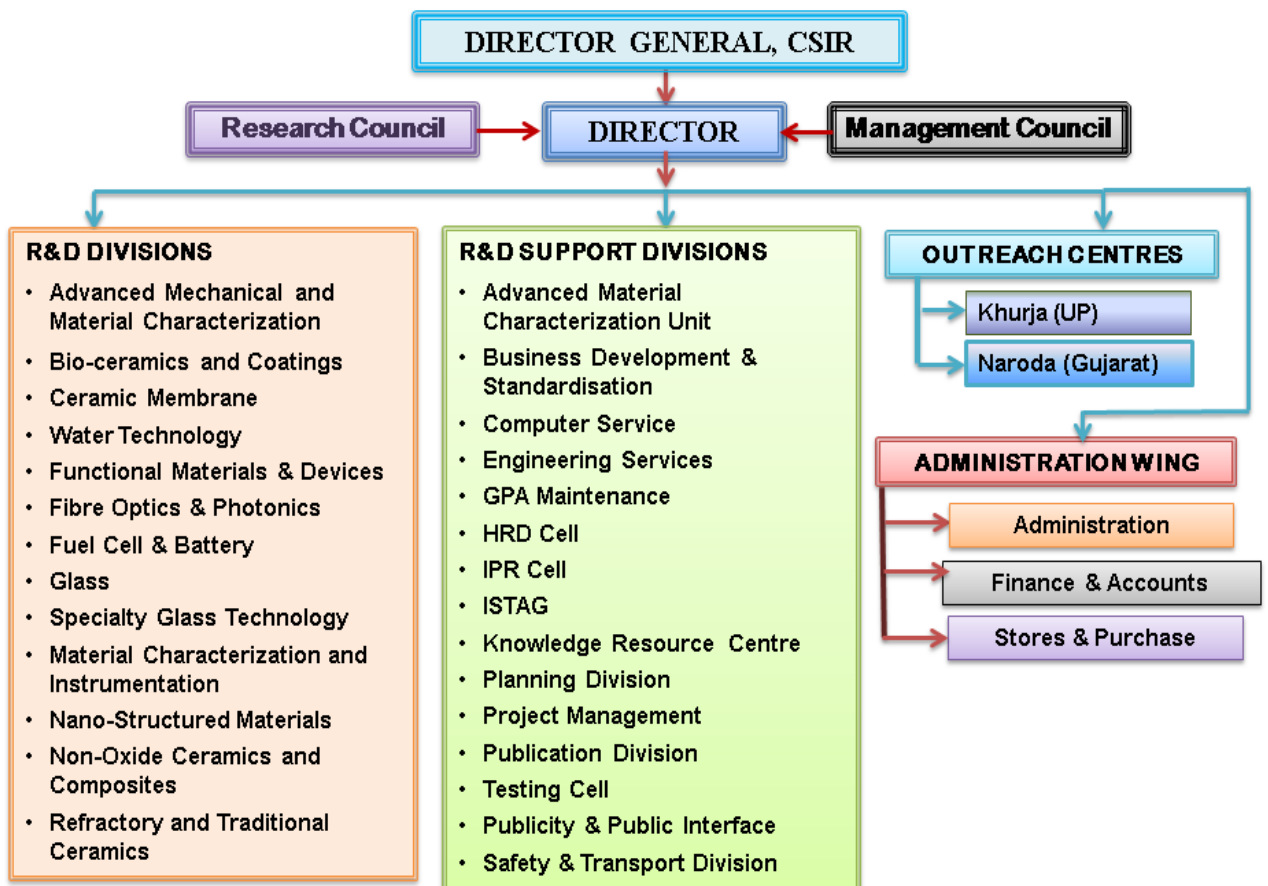 DIRECTOR GENERAL, CSIR
Research Council
DIRECTOR
Management Council
R&D DIVISIONS
• Advanced Mechanical and
Material Characterization
• Bio-ceramics and Coatings
• Ceramic Membrane
• Water Technology
• Functional Materials & Devices
• Fibre Optics & Photonics
• Fuel Cell & Battery
• Glass
• Specialty Glass Technology
• Material Characterization and
Instrumentation
• Nano-Structured Materials
• Non-Oxide Ceramics and
Composites
• Refractory and Traditional
Ceramics
R&D SUPPORT DIVISIONS
• Advanced Material
Characterization Unit
• Business Development &
Standardisation
• Computer Service
• Engineering Services
• GPA Maintenance
• HRD Cell
• IPR Cell
• ISTAG
• Knowledge Resource Centre
• Planning Division
• Project Management
• Publication Division
• Testing Cell
• Publicity & Public Interface
• Safety & Transport Division
OUTREACH CENTRES
Khurja (UP)
Naroda (Gujarat)
ADMINISTRATION WING
Administration
Finance & Accounts
Stores & Purchase